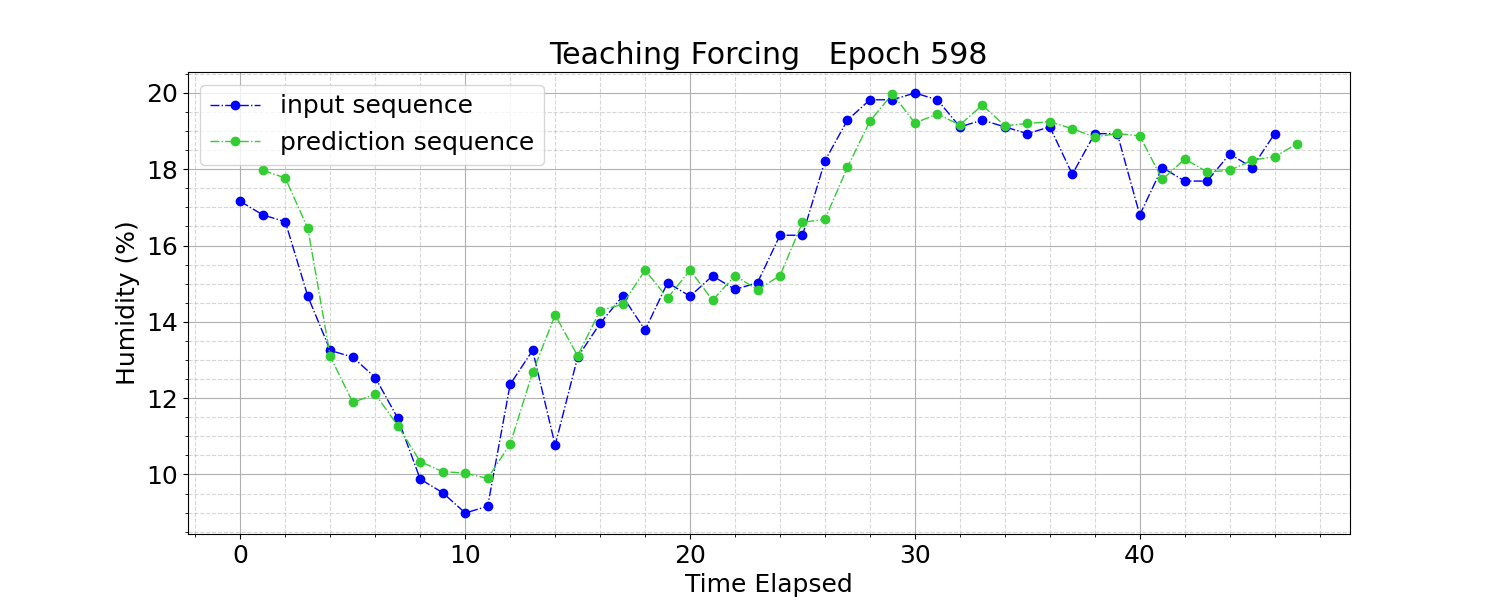 Teaching Forcing   Epoch 598
input sequence
prediction sequence
Humidity (%)
20
18
16
14
12
10
0 10 20 30 40
Time Elapsed